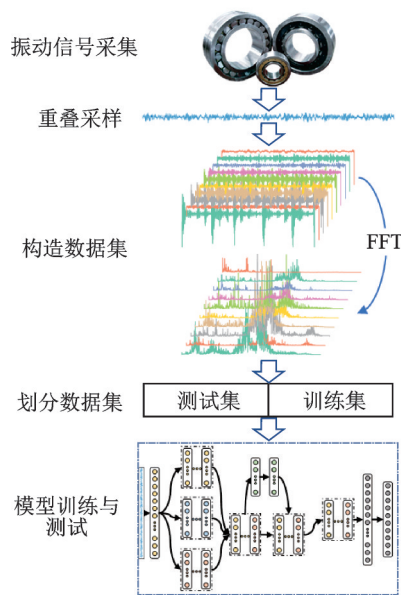 振动信号采集
重叠采样
构造数据集
FFT
划分数据集
测试集
训练集
模型训练与
测试